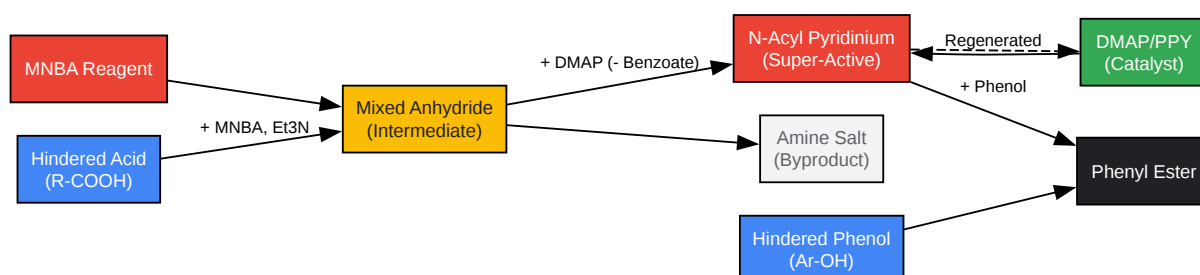 MNBA Reagent
Hindered Acid
(R-COOH)
+ MNBA, Et3N
Mixed Anhydride
(Intermediate)
+ DMAP (- Benzoate)
N-Acyl Pyridinium
(Super-Active)
Regenerated
DMAP/PPY
(Catalyst)
+ Phenol
Amine Salt
(Byproduct)
Phenyl Ester
Hindered Phenol
(Ar-OH)